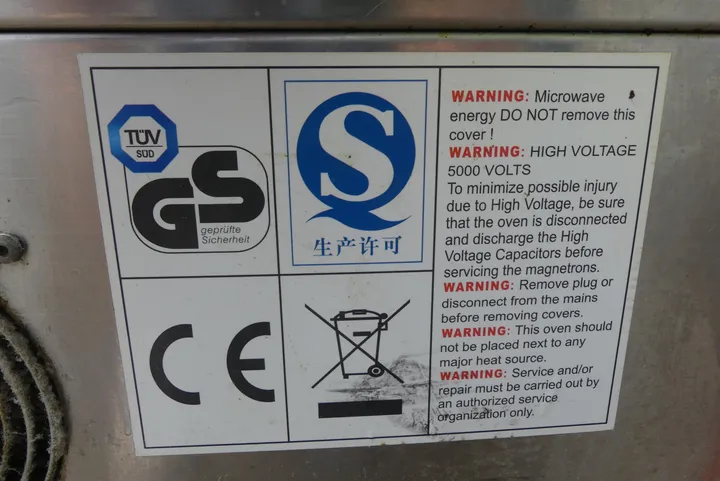 TÜV
SÜD
GS
geprüfte
Sicherheit
S
生产许可
CE
WARNING: Microwave
energy DO NOT remove this
cover !
WARNING: HIGH VOLTAGE
5000 VOLTS
To minimize possible injury
due to High Voltage, be sure
that the oven is disconnected
and discharge the High
Voltage Capacitors before
servicing the magnetrons.
WARNING: Remove plug or
disconnect from the mains
before removing covers.
WARNING: This oven should
not be placed next to any
major heat source.
WARNING: Service and/or
repair must be carried out by
an authorized service
organization only.